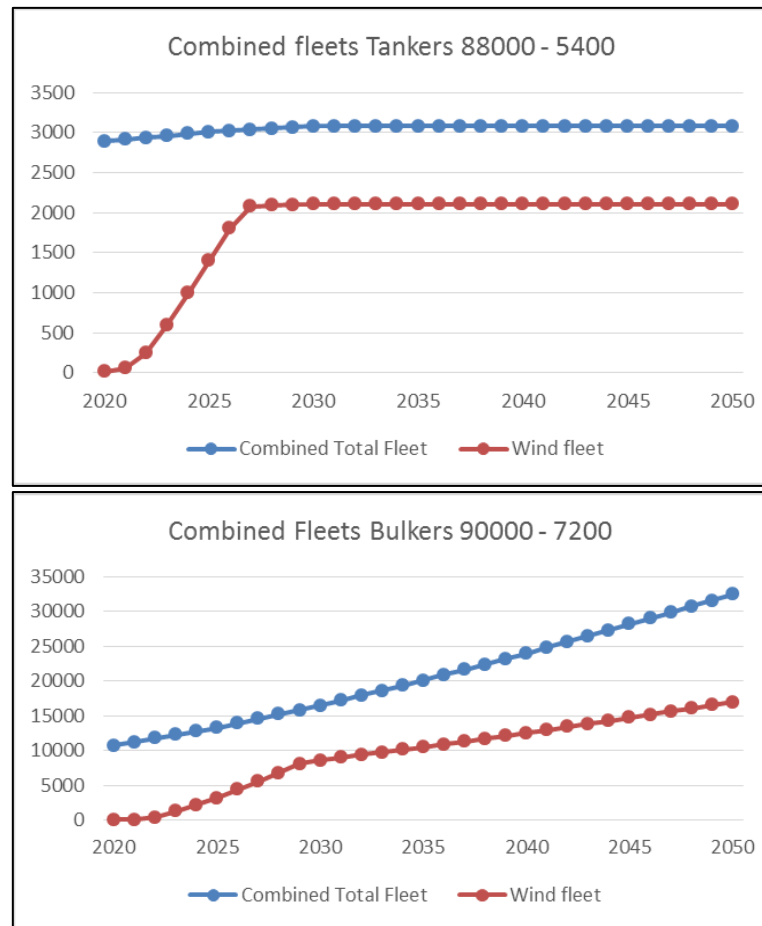 Combined fleets Tankers 88000 - 5400
3500
3000
2500
2000
1500
1000
500
0
2020 2025 2030 2035 2040 2045 2050
Combined Total Fleet Wind fleet
Combined Fleets Bulkers 90000 - 7200
35000
30000
25000
20000
15000
10000
5000
0
2020 2025 2030 2035 2040 2045 2050
Combined Total Fleet Wind fleet